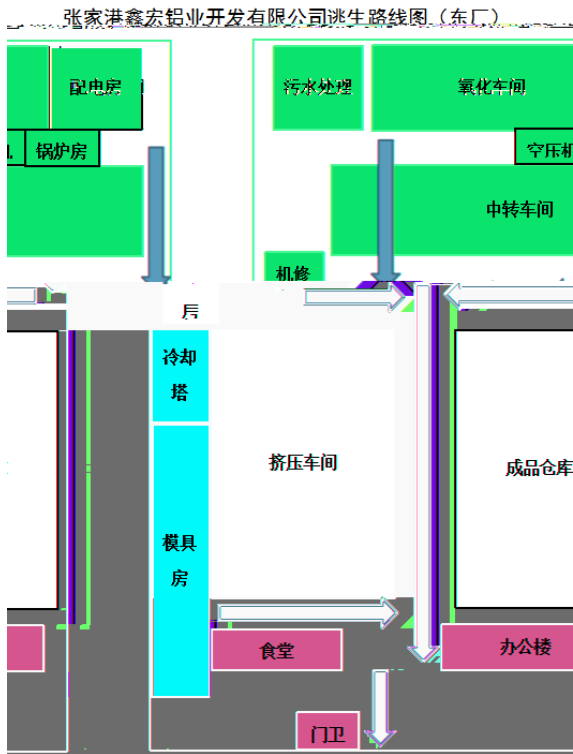 张家港鑫宏铝业开发有限公司逃生路线图（东厂）
配电房
污水处理
氧化车间
锅炉房
空压机
中转车间
机修
冷却
塔
挤压车间
成品仓库
模具
房
食堂
办公楼
门卫